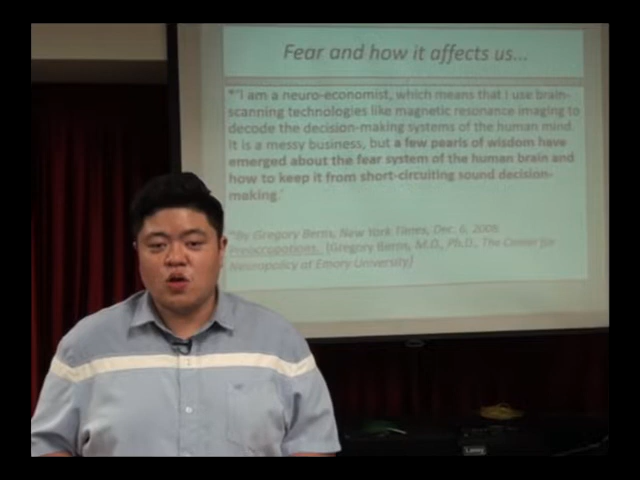 Fear and how it affects us...
*"I am a neuro-economist, which means that I use brain-
scanning technologies like magnetic resonance imaging to
decode the decision-making systems of the human mind.
It is a messy business, but a few pearls of wisdom have
emerged about the fear system of the human brain and
how to keep it from short-circuiting sound decision-
making.'
*By Gregory Berns, New York Times, Dec. 6, 2008
Preocupations. [Gregory Berns, M.D., Ph.D., The Center for
Neuropolicy of Emory University]